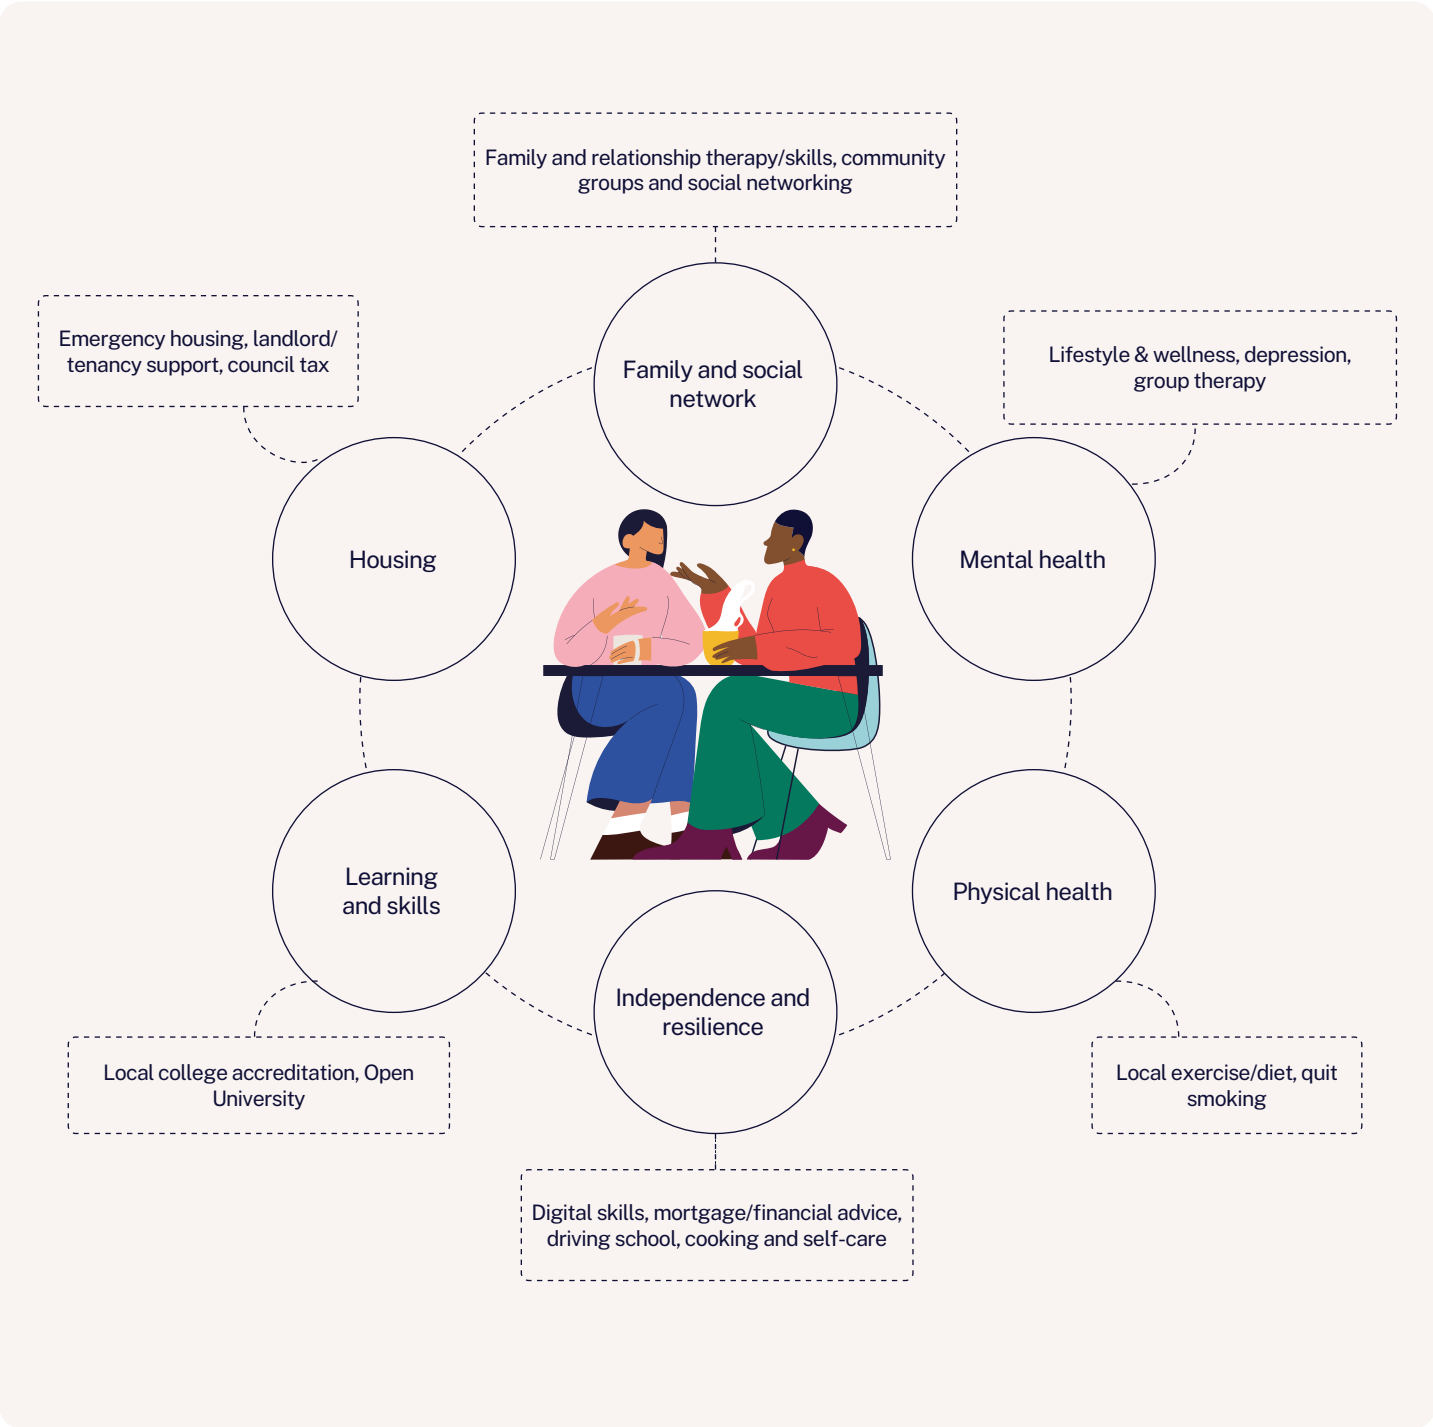 Family and relationship therapy/skills, community
groups and social networking
Emergency housing, landlord/
tenancy support, council tax
Lifestyle & wellness, depression,
group therapy
Family and social
network
Housing
Mental health
Learning
and skills
Physical health
Independence and
resilience
Local college accreditation, Open
University
Local exercise/diet, quit
smoking
Digital skills, mortgage/financial advice,
driving school, cooking and self-care